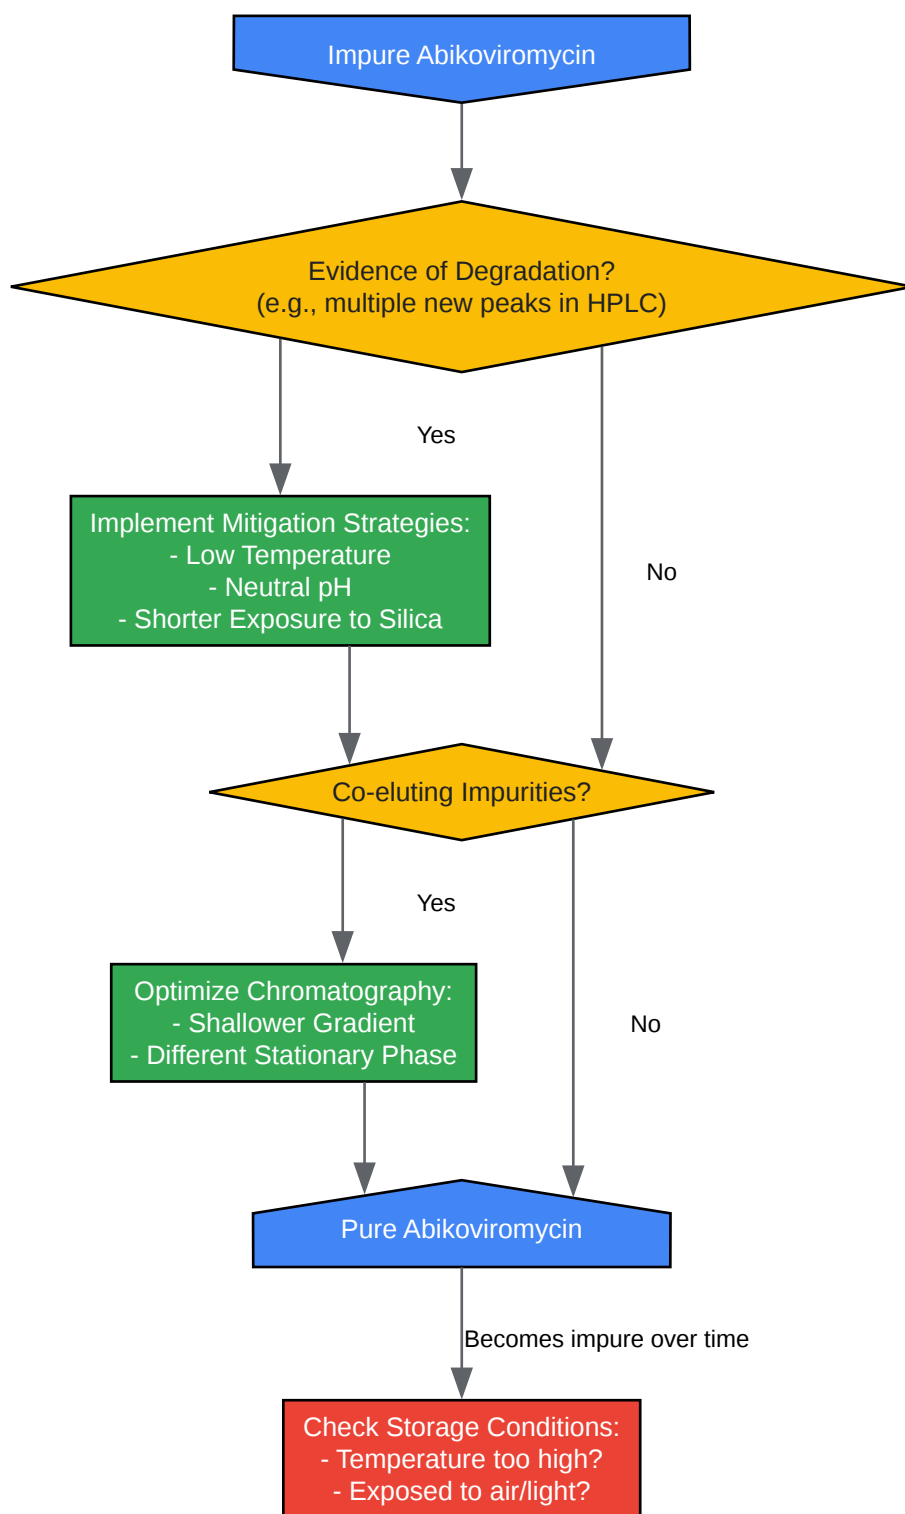 Impure Abikoviromycin
Evidence of Degradation?
(e.g., multiple new peaks in HPLC)
Yes
Implement Mitigation Strategies:
- Low Temperature
- Neutral pH
- Shorter Exposure to Silica
No
Co-eluting Impurities?
Yes
Optimize Chromatography:
- Shallower Gradient
- Different Stationary Phase
No
Pure Abikoviromycin
Becomes impure over time
Check Storage Conditions:
- Temperature too high?
- Exposed to air/light?